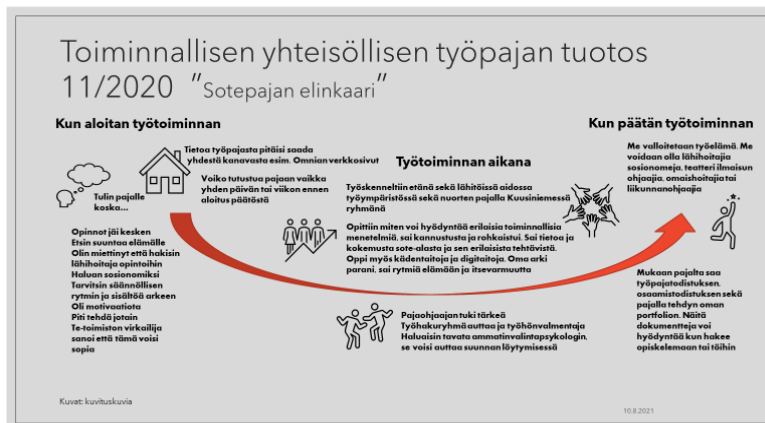 Toiminnallisen yhteisöllisen työpajan tuotos
11/2020 "Sotepajan elinkaari"
Kun aloitan työtoiminnan
Tietoa työpajasta pitäisi saada
yhdestä kanavasta esim. Omnian verkkosivut
Voiko tutustua pajaan vaikka
yhden päivän tai viikon ennen
aloitus päätöstä
Tulin pajalle
koska...
Opinnot jäi kesken
Etsin suuntaa elämälle
Olin miettinyt että hakisin
lähihoitaja opintoihin
Haluan sosionomiksi
Tarvitsin säännöllisen
rytmin ja sisältöä arkeen
Oli motivaatiota
Piti tehdä jotain
Te-toimiston virkailija
sanoi että tämä voisi
sopia
Työtoiminnan aikana
Työskenneltiin etänä sekä lähitöissä aidossa
työympäristössä sekä nuorten pajalla Kuusiniemessä
ryhmänä
Opittiin miten voi hyödyntää erilaisia toiminnallisia
menetelmiä, sai kannustusta ja rohkaistui. Sai tietoa ja
kokemusta sote-alasta ja sen erilaisista tehtävistä.
Oppi myös kädentaitoja ja digitaitoja. Oma arki
parani, sai rytmiä elämään ja itsevarmuutta
Pajaohjaajan tuki tärkeä
Työhakuryhmä auttaa ja työhönvalmentaja
Haluaisin tavata ammatinvalintapsykologin,
se voisi auttaa suunnan löytymisessä
Kun päätän työtoiminnan
Me valloitetaan työelämä. Me
voidaan olla lähihoitajia
sosionomeja, teatteri ilmaisun
ohjaajia, omaishoitajia tai
liikunnanohjaajia
Mukaan pajalta saa
työpajatodistuksen,
osaamistodistuksen sekä
pajalla tehdyn oman
portfolion. Näitä
dokumentteja voi
hyödyntää kun hakee
opiskelemaan tai töihin
Kuvat: kuvituskuvia
10.8.2021